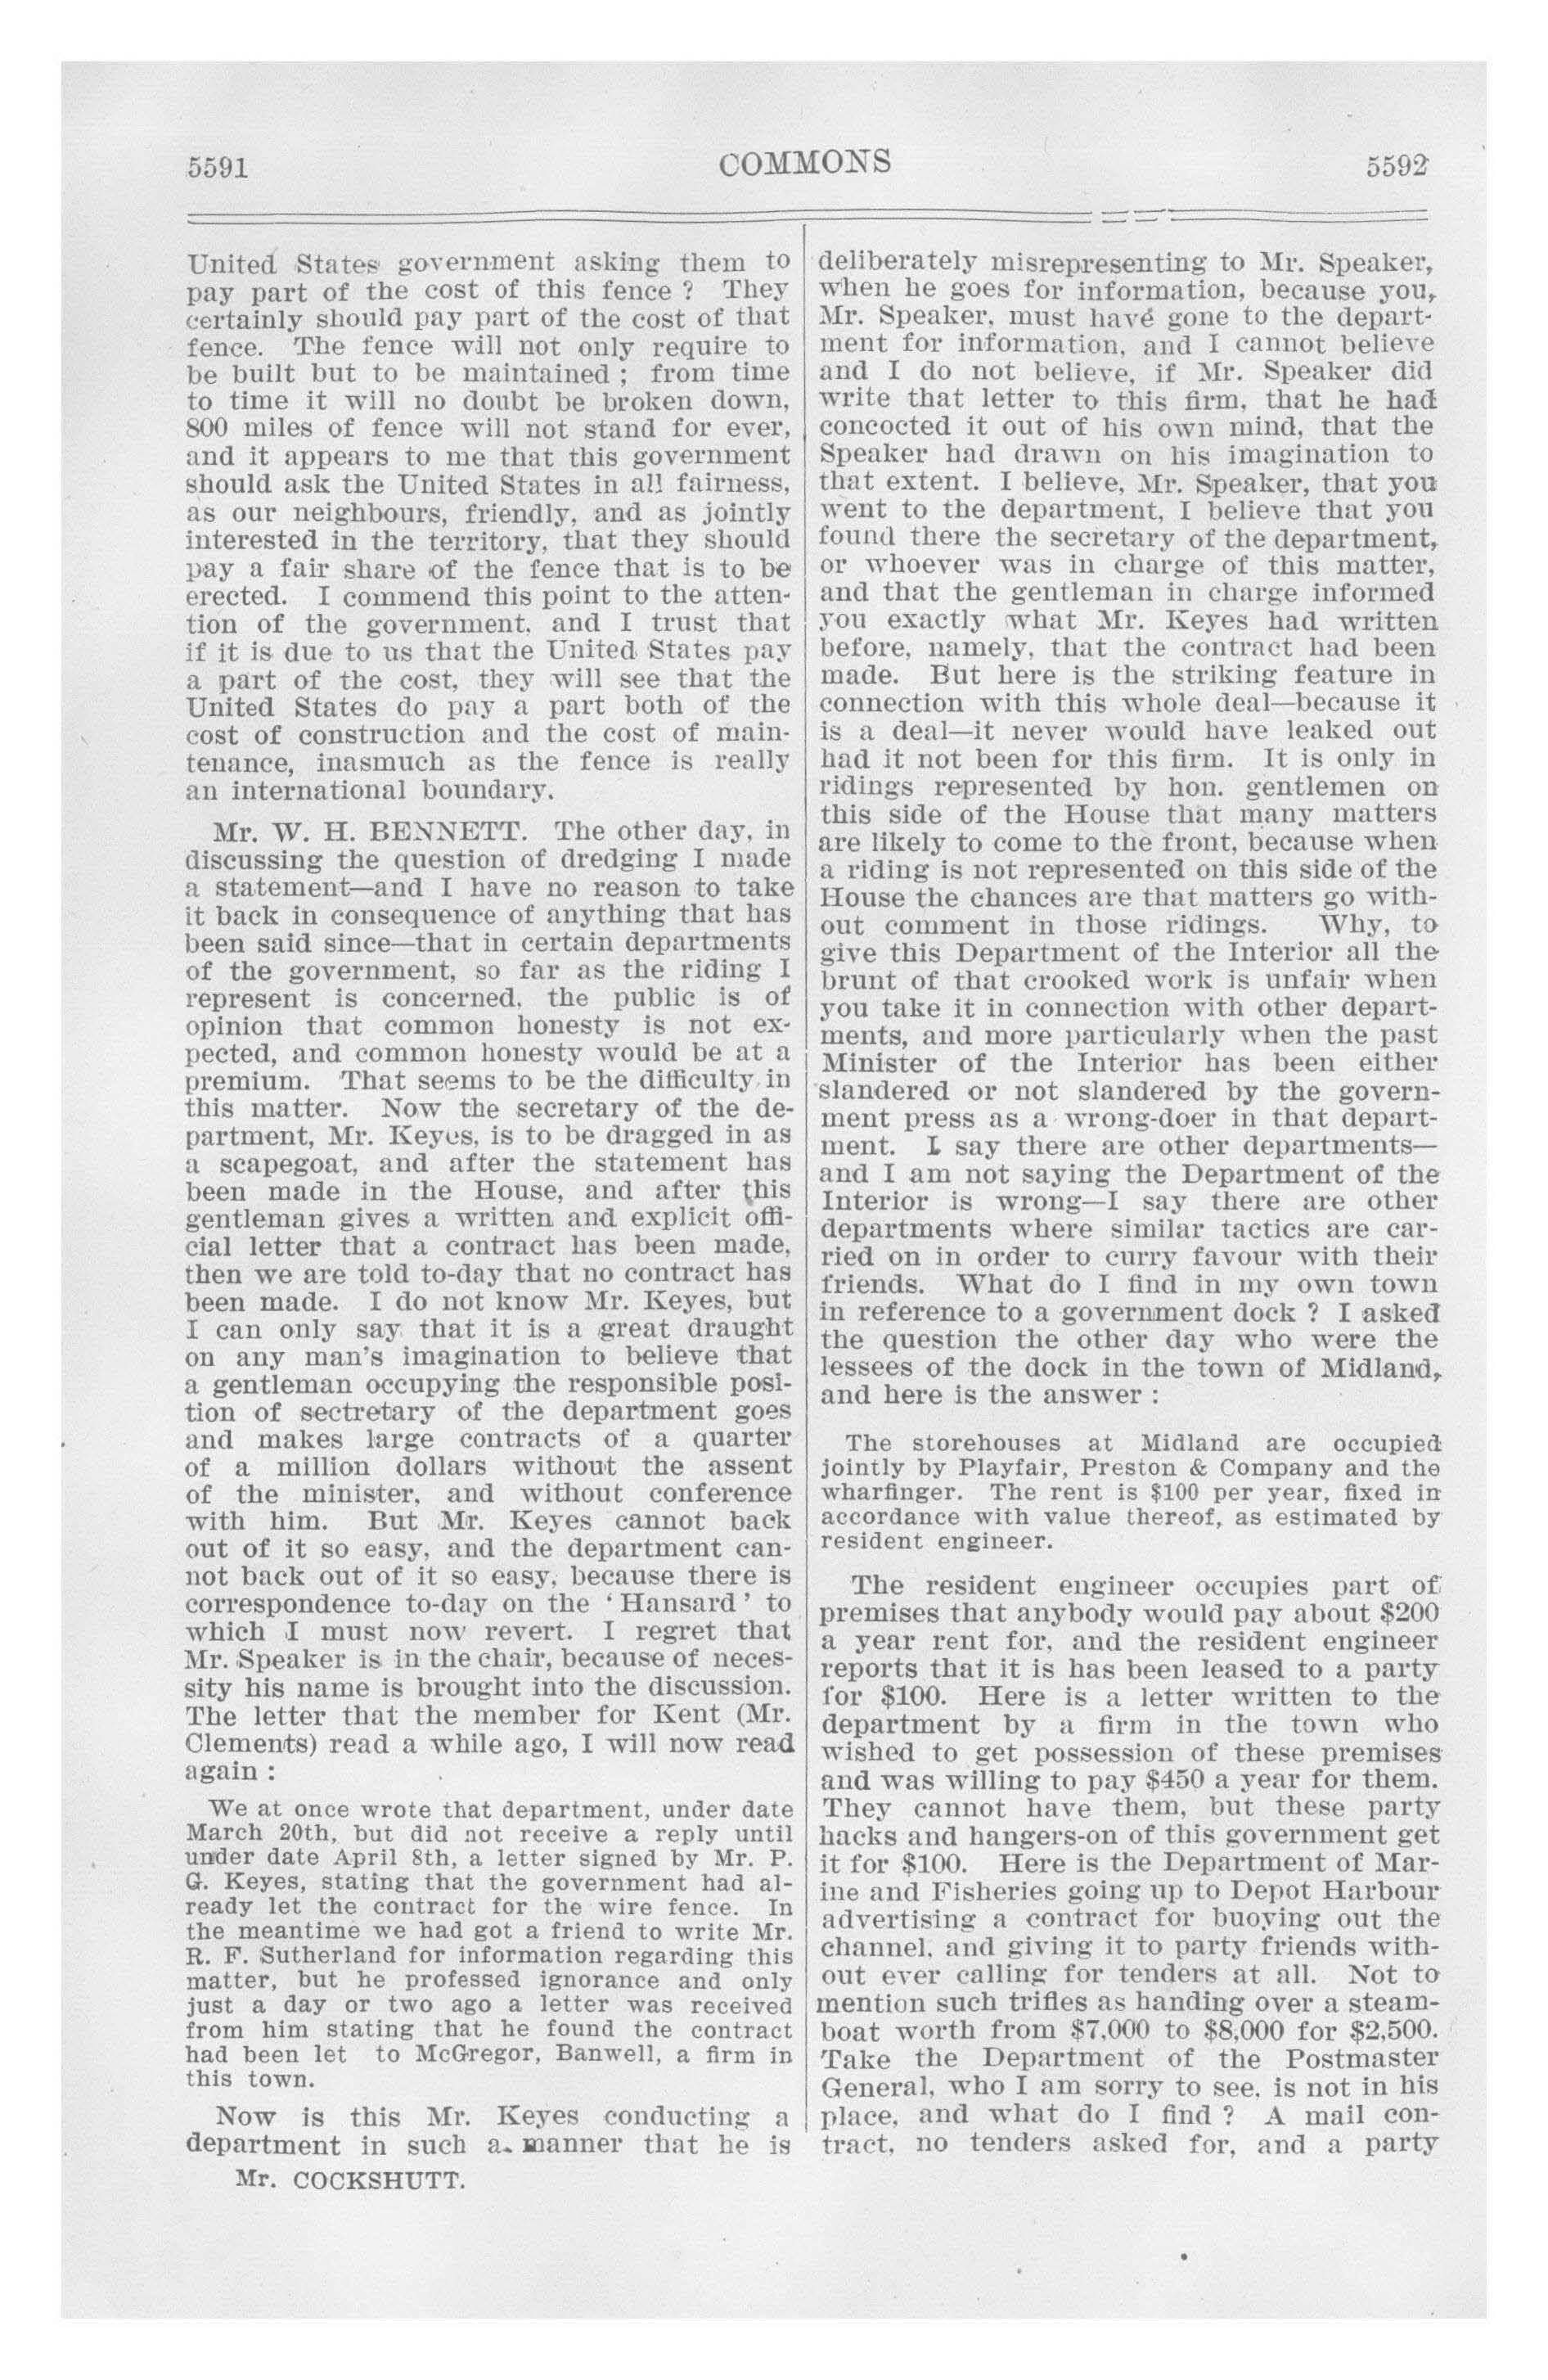 5591 COMMONS 5592
United States government asking them to
pay part of the cost of this fence ? They
certainly should pay part of the cost of that
fence. The fence will not only require to
be built but to be maintained ; from time
to time it will no doubt be broken down,
800 miles of fence will not stand for ever,
and it appears to me that this government
should ask the United States in all fairness,
as our neighbours, friendly, and as jointly
interested in the territory, that they should
pay a fair share of the fence that is to be
erected. I commend this point to the atten-
tion of the government, and I trust that
if it is due to us that the United States pay
a part of the cost, they will see that the
United States do pay a part both of the
cost of construction and the cost of main-
tenance, inasmuch as the fence is really
an international boundary.
Mr. W. H. BENNETT. The other day, in
discussing the question of dredging I made
a statement—and I have no reason to take
it back in consequence of anything that has
been said since—that in certain departments
of the government, so far as the riding I
represent is concerned, the public is of
opinion that common honesty is not ex-
pected, and common honesty would be at a
premium. That seems to be the difficulty in
this matter. Now the secretary of the de-
partment, Mr. Keyes, is to be dragged in as
a scapegoat, and after the statement has
been made in the House, and after this
gentleman gives a written and explicit offi-
cial letter that a contract has been made,
then we are told to-day that no contract has
been made. I do not know Mr. Keyes, but
I can only say that it is a great draught
on any man's imagination to believe that
a gentleman occupying the responsible posi-
tion of sectretary of the department goes
and makes large contracts of a quarter
of a million dollars without the assent
of the minister, and without conference
with him. But Mr. Keyes cannot back
out of it so easy, and the department can-
not back out of it so easy, because there is
correspondence to-day on the ' Hansard ' to
which I must now revert. I regret that
Mr. Speaker is in the chair, because of neces-
sity his name is brought into the discussion.
The letter that the member for Kent (Mr.
Clements) read a while ago, I will now read
again :
We at once wrote that department, under date
March 20th, but did not receive a reply until
under date April 8th, a letter signed by Mr. P.
G. Keyes, stating that the government had al-
ready let the contract for the wire fence. In
the meantime we had got a friend to write Mr.
R. F. Sutherland for information regarding this
matter, but he professed ignorance and only
just a day or two ago a letter was received
from him stating that he found the contract
had been let to McGregor, Banwell, a firm in
this town.
Now is this Mr. Keyes conducting a
department in such a manner that he is
Mr. COCKSHUTT.
deliberately misrepresenting to Mr. Speaker,
when he goes for information, because you,
Mr. Speaker, must have gone to the depart-
ment for information, and I cannot believe
and I do not believe, if Mr. Speaker did
write that letter to this firm, that he had
concocted it out of his own mind, that the
Speaker had drawn on his imagination to
that extent. I believe, Mr. Speaker, that you
went to the department, I believe that you
found there the secretary of the department,
or whoever was in charge of this matter,
and that the gentleman in charge informed
you exactly what Mr. Keyes had written
before, namely, that the contract had been
made. But here is the striking feature in
connection with this whole deal—because it
is a deal—it never would have leaked out
had it not been for this firm. It is only in
ridings represented by hon. gentlemen on
this side of the House that many matters
are likely to come to the front, because when
a riding is not represented on this side of the
House the chances are that matters go with-
out comment in those ridings. Why, to
give this Department of the Interior all the
brunt of that crooked work is unfair when
you take it in connection with other depart-
ments, and more particularly when the past
Minister of the Interior has been either
slandered or not slandered by the govern-
ment press as a wrong-doer in that depart-
ment. I say there are other departments—
and I am not saying the Department of the
Interior is wrong—I say there are other
departments where similar tactics are car-
ried on in order to curry favour with their
friends. What do I find in my own town
in reference to a government dock ? I asked
the question the other day who were the
lessees of the dock in the town of Midland,
and here is the answer :
The storehouses at Midland are occupied
jointly by Playfair, Preston & Company and the
wharfinger. The rent is $100 per year, fixed in
accordance with value thereof, as estimated by
resident engineer.
The resident engineer occupies part of
premises that anybody would pay about $200
a year rent for, and the resident engineer
reports that it is has been leased to a party
for $100. Here is a letter written to the
department by a firm in the town who
wished to get possession of these premises
and was willing to pay $450 a year for them.
They cannot have them, but these party
hacks and hangers-on of this government get
it for $100. Here is the Department of Mar-
ine and Fisheries going up to Depot Harbour
advertising a contract for buoying out the
channel, and giving it to party friends with-
out ever calling for tenders at all. Not to
mention such trifles as handing over a steam-
boat worth from $7,000 to $8,000 for $2,500.
Take the Department of the Postmaster
General, who I am sorry to see, is not in his
place, and what do I find ? A mail con-
tract, no tenders asked for, and a party